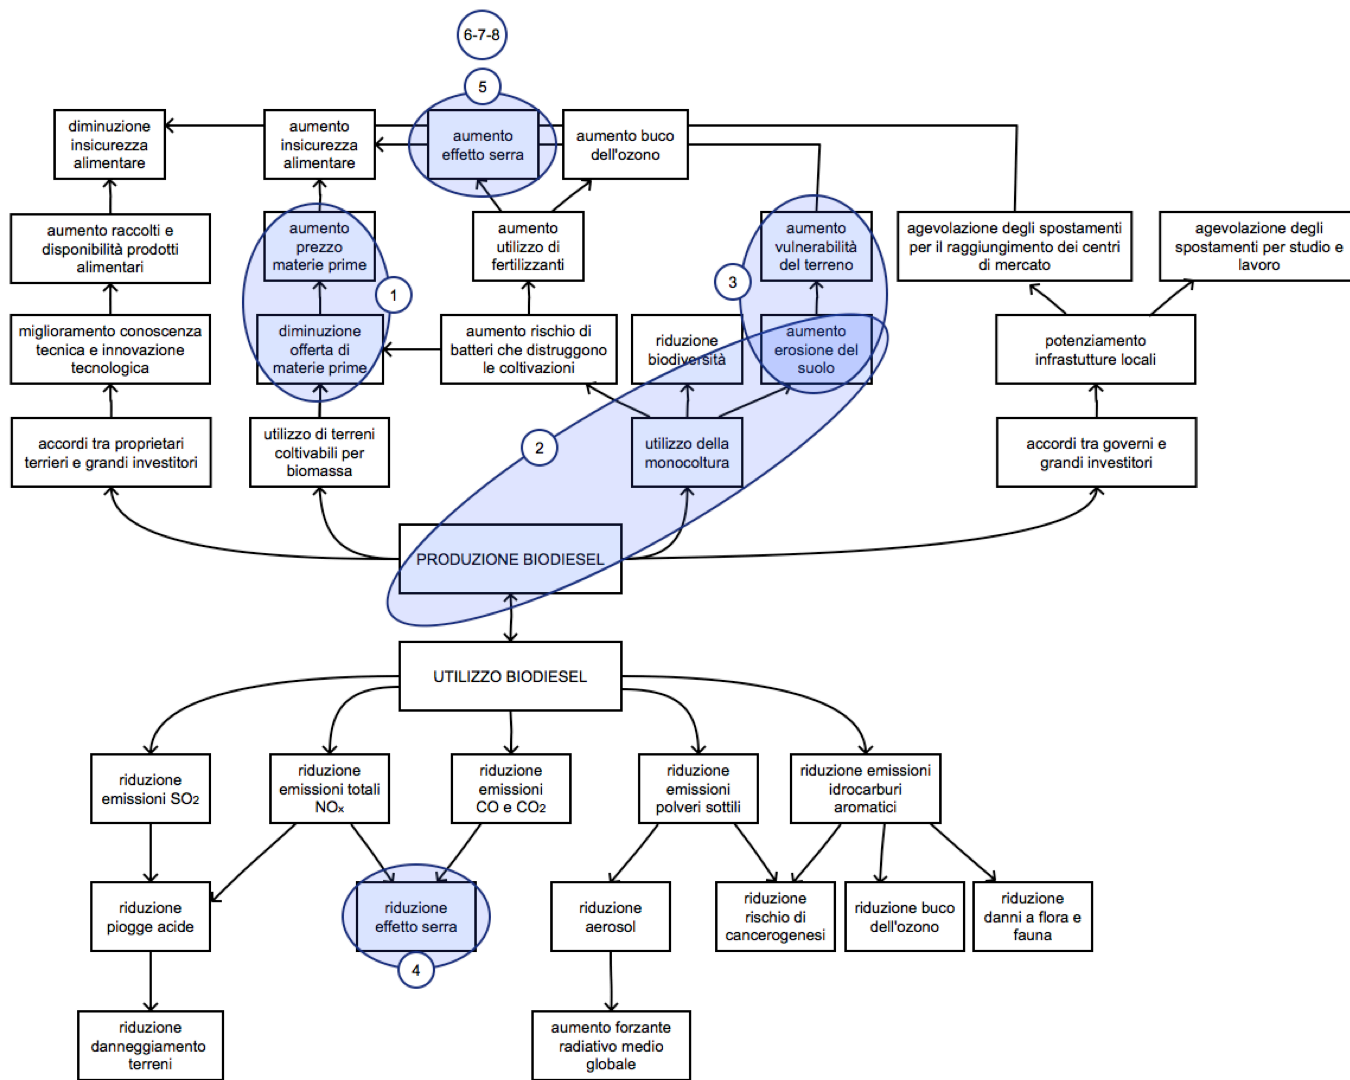 6-7-8
5
diminuzione
insicurezza
alimentare
aumento
insicurezza
alimentare
aumento
effetto serra
aumento buco
dell'ozono
aumento raccolti e
disponibilità prodotti
alimentari
aumento
prezzo
materie prime
aumento
utilizzo di
fertilizzanti
aumento
vulnerabilità
del terreno
agevolazione degli spostamenti
per il raggiungimento dei centri
di mercato
agevolazione degli
spostamenti per studio e
lavoro
1
3
miglioramento conoscenza
tecnica e innovazione
tecnologica
diminuzione
offerta di
materie prime
aumento rischio di
batteri che distruggono
le coltivazioni
riduzione
biodiversità
aumento
erosione del
suolo
potenziamento
infrastutture locali
accordi tra proprietari
terrieri e grandi investitori
utilizzo di terreni
coltivabili per
biomassa
2
utilizzo della
monocoltura
accordi tra governi e
grandi investitori
PRODUZIONE BIODIESEL
UTILIZZO BIODIESEL
riduzione
emissioni SO2
riduzione
emissioni totali
NOx
riduzione
emissioni
CO e CO2
riduzione
emissioni
polveri sottili
riduzione emissioni
idrocarburi
aromatici
riduzione
piogge acide
riduzione
effetto serra
4
riduzione
aerosol
riduzione
rischio di
cancerogenesi
riduzione buco
dell'ozono
riduzione
danni a flora e
fauna
riduzione
danneggiamento
terreni
aumento forzante
radiativo medio
globale